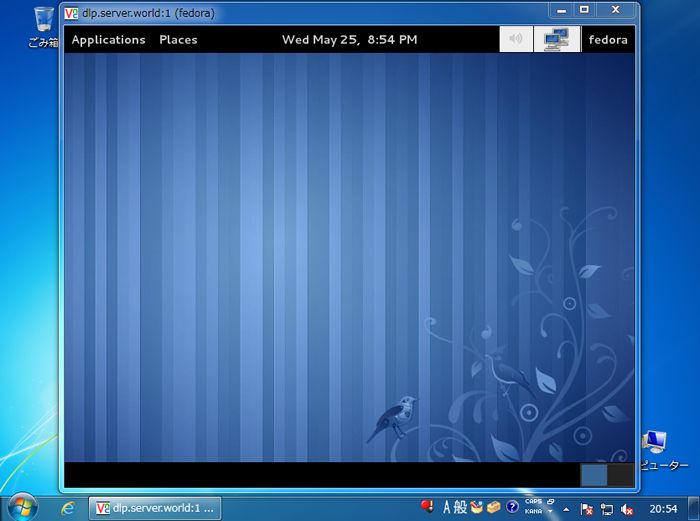 ごみ箱
dlp.server.world:1 (fedora)
Applications Places Wed May 25, 8:54 PM fedora
ピューター
dlp.server.world:1 ...
A 般 CAPS KANA 20:54